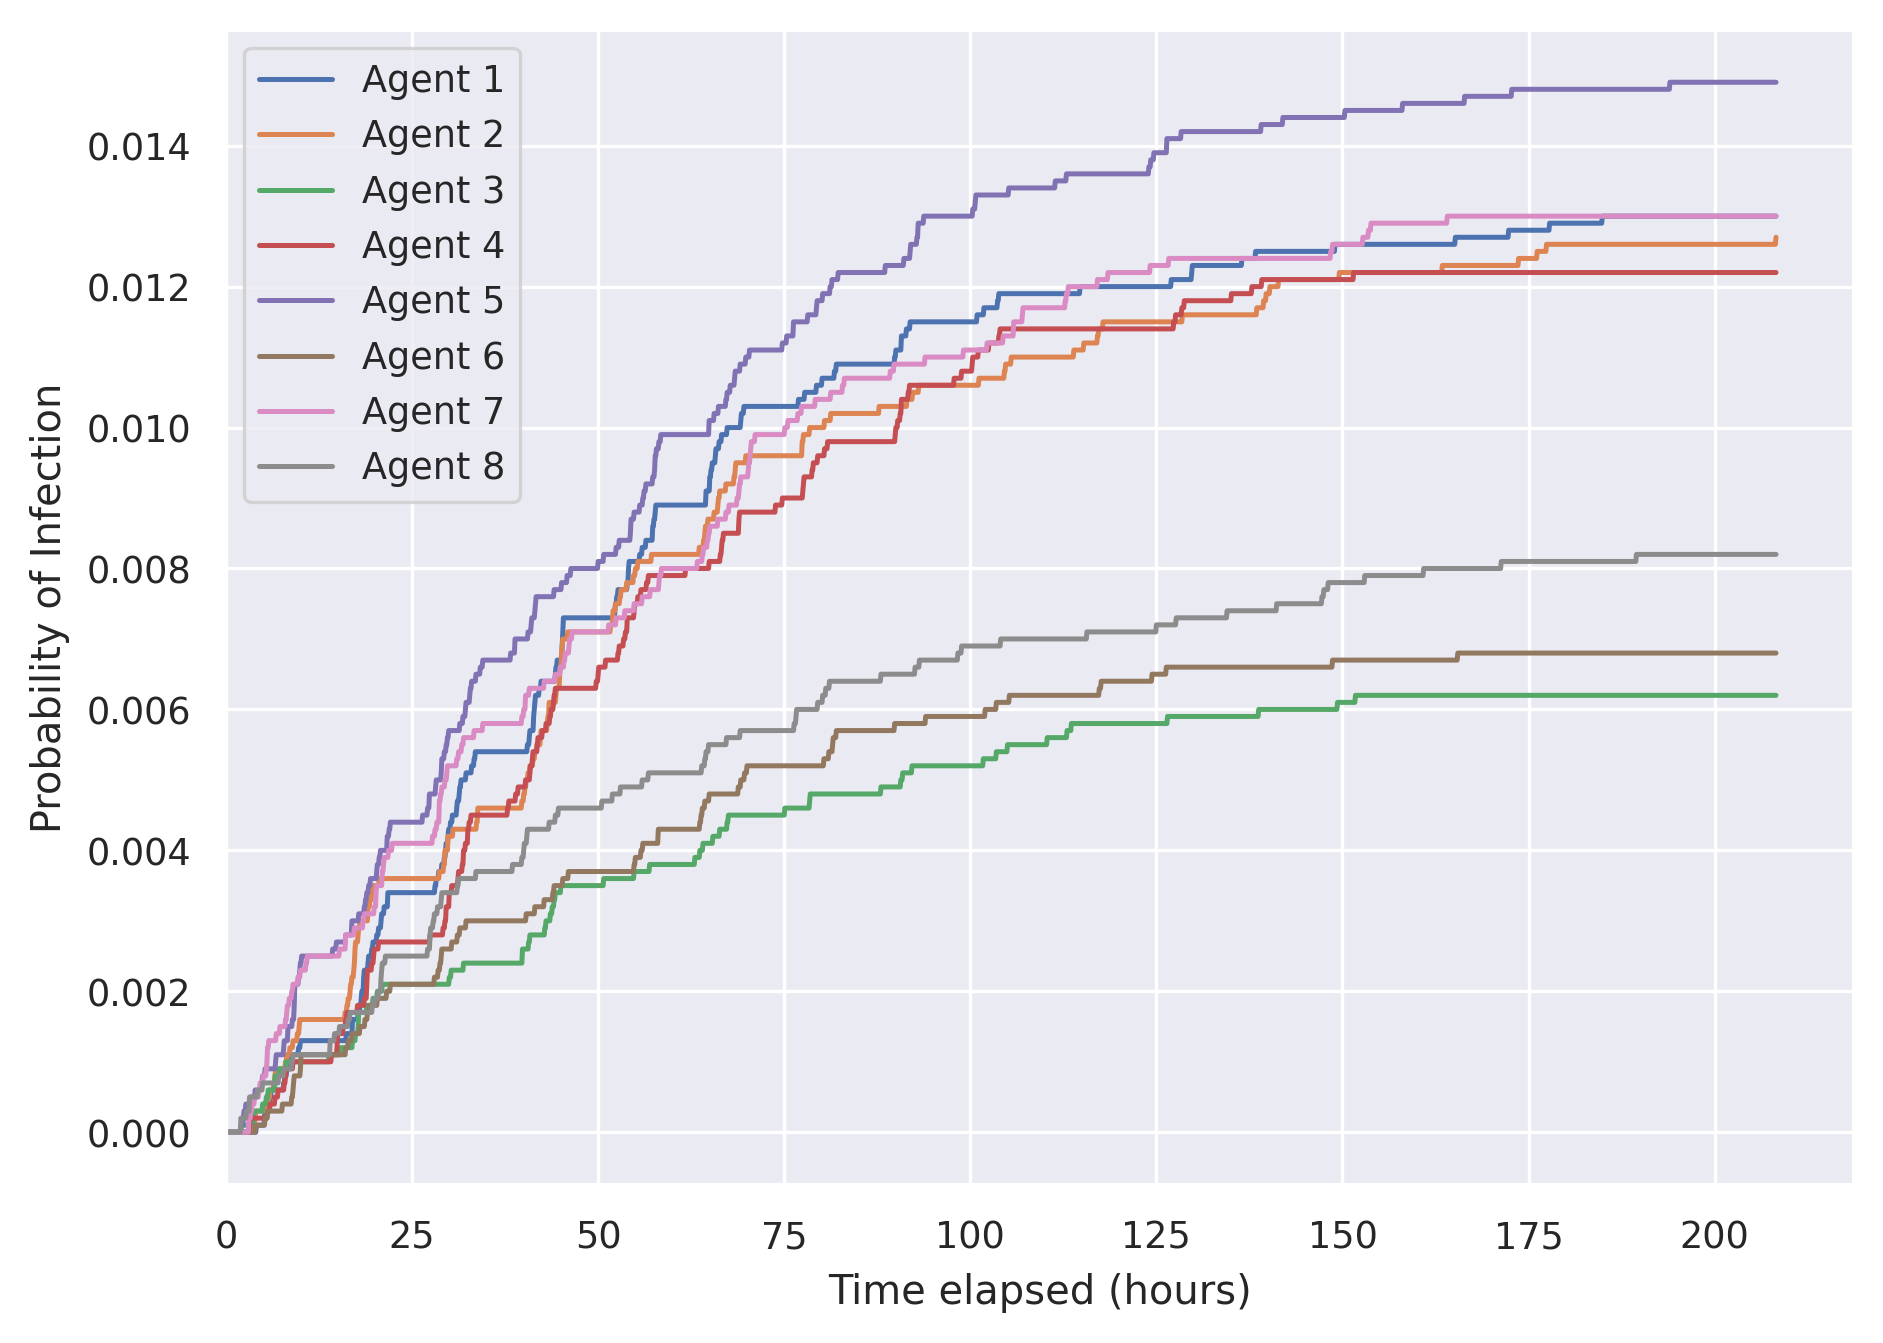 Agent 1
Agent 2
Agent 3
Agent 4
Agent 5
Agent 6
Agent 7
Agent 8
0.014
0.012
0.010
0.008
0.006
0.004
0.002
0.000
Probability of Infection
0 25 50 75 100 125 150 175 200
Time elapsed (hours)